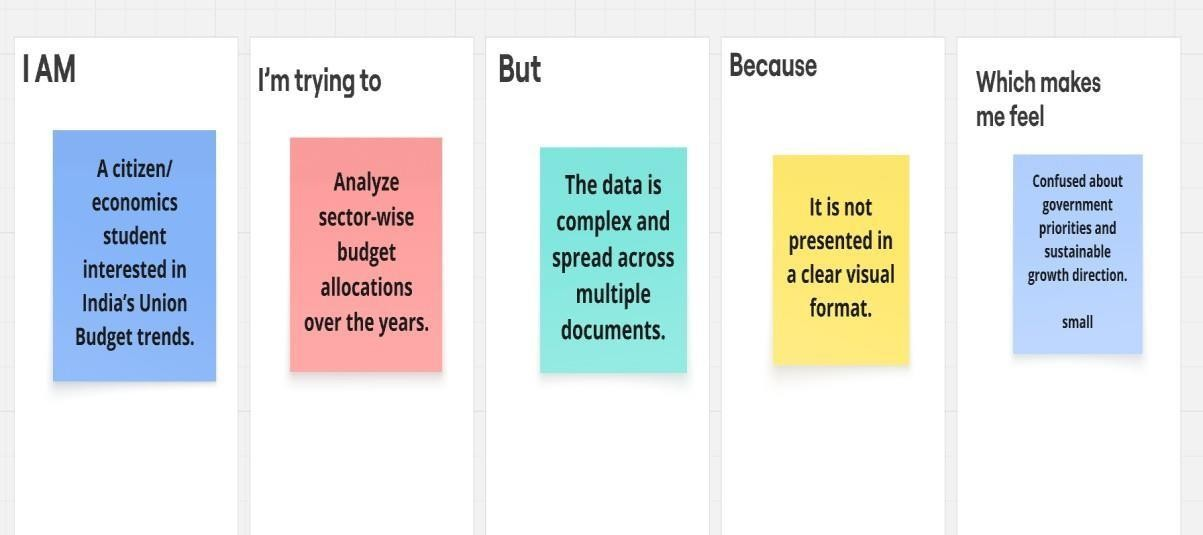 I AM
A citizen/
economics
student
interested in
India's Union
Budget trends.
I'm trying to
Analyze
sector-wise
budget
allocations
over the years.
But
The data is
complex and
spread across
multiple
documents.
Because
It is not
presented in
a clear visual
format.
Which makes
me feel
Confused about
government
priorities and
sustainable
growth direction.
small